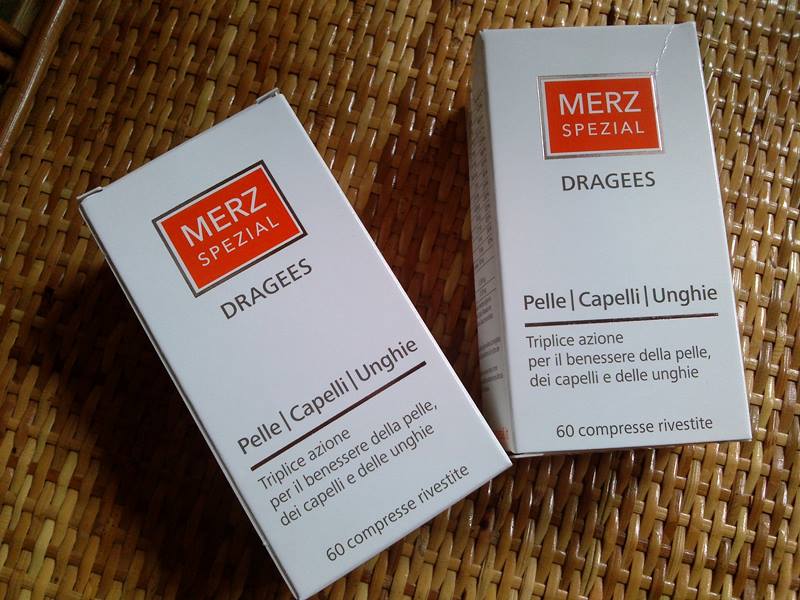 MERZ
SPEZIAL
DRAGEES
Pelle|Capelli|Unghie
Triplice azione
per il benessere della pelle,
dei capelli e delle unghie
60 compresse rivestite
MERZ
SPEZIAL
DRAGEES
Pelle|Capelli|Unghie
Triplice azione
per il benessere della pelle,
dei capelli e delle unghie
60 compresse rivestite